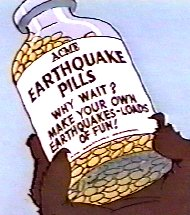 ACME
EARTHQUAKE
PILLS
WHY WAIT?
MAKE YOUR OWN
EARTHQUAKES-LOADS
OF FUN!